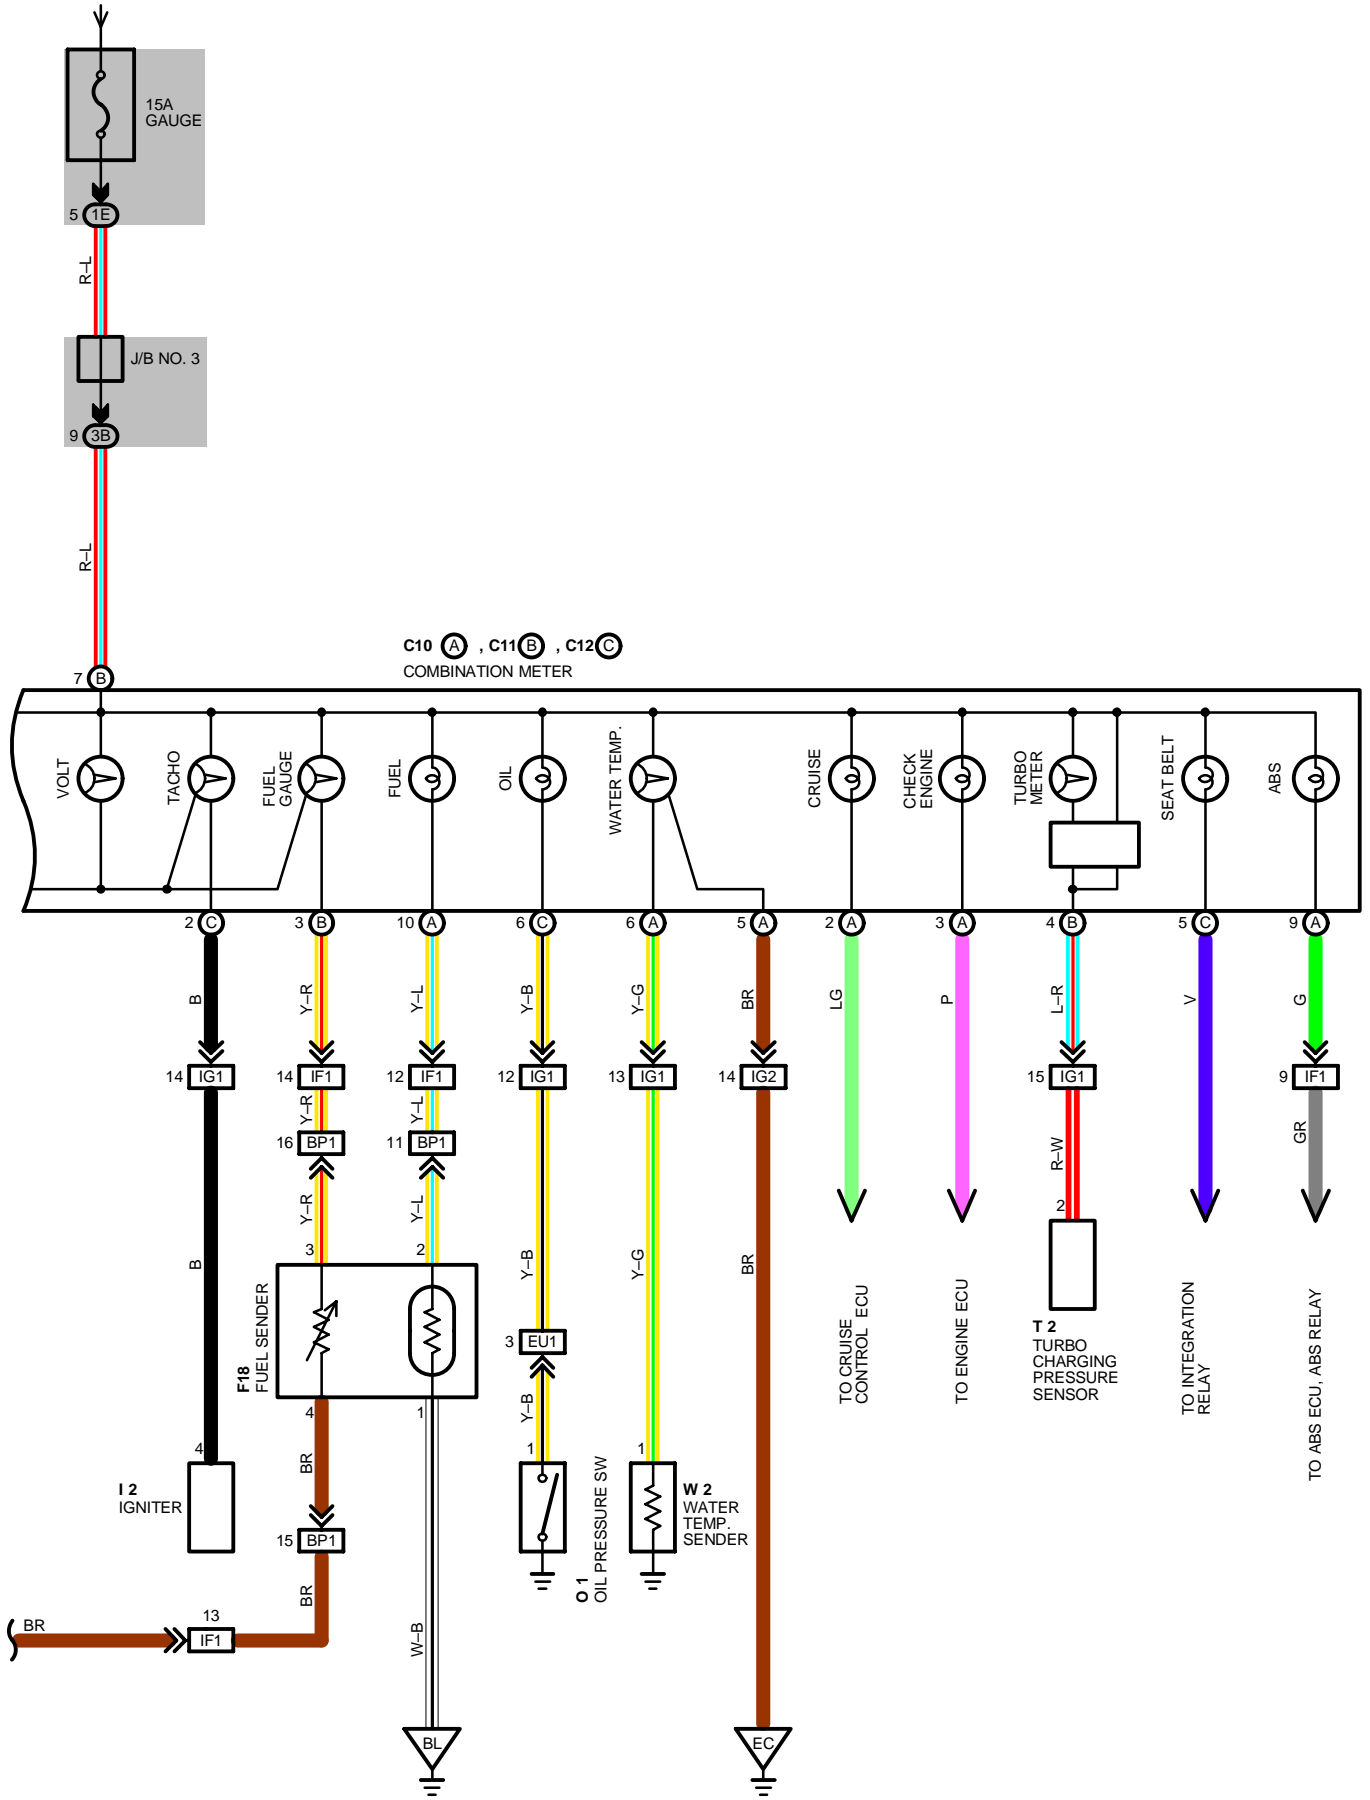 15A
GAUGE
5 1E
R–L
J/B NO. 3
9 3B
R–L
C10 A , C11 B , C12 C
COMBINATION METER
7 B
VOLT
TACHO
FUEL
GAUGE
FUEL
OIL
WATER TEMP.
CRUISE
CHECK
ENGINE
TURBO
METER
SEAT BELT
ABS
2 C
3 B
10 A
6 C
6 A
5 A
2 A
3 A
4 B
5 C
9 A
B
Y–R
Y–L
Y–B
Y–G
BR
LG
P
L–R
V
G
14 IG1
14 IF1
12 IF1
12 IG1
13 IG1
14 IG2
15 IG1
9 IF1
Y–R
Y–L
R–W
GR
16 BP1
11 BP1
Y–R
Y–L
2
3
2
B
Y–B
Y–G
BR
F18
FUEL SENDER
3 EU1
TO CRUISE
CONTROL ECU
TO ENGINE ECU
T 2
TURBO
CHARGING
PRESSURE
SENSOR
TO INTEGRATION
RELAY
TO ABS ECU, ABS RELAY
4
1
Y–B
4
1
1
BR
I 2
IGNITER
O 1
OIL PRESSURE SW
W 2
WATER
TEMP.
SENDER
15 BP1
BR
BR
13
IF1
W–B
BL
EC